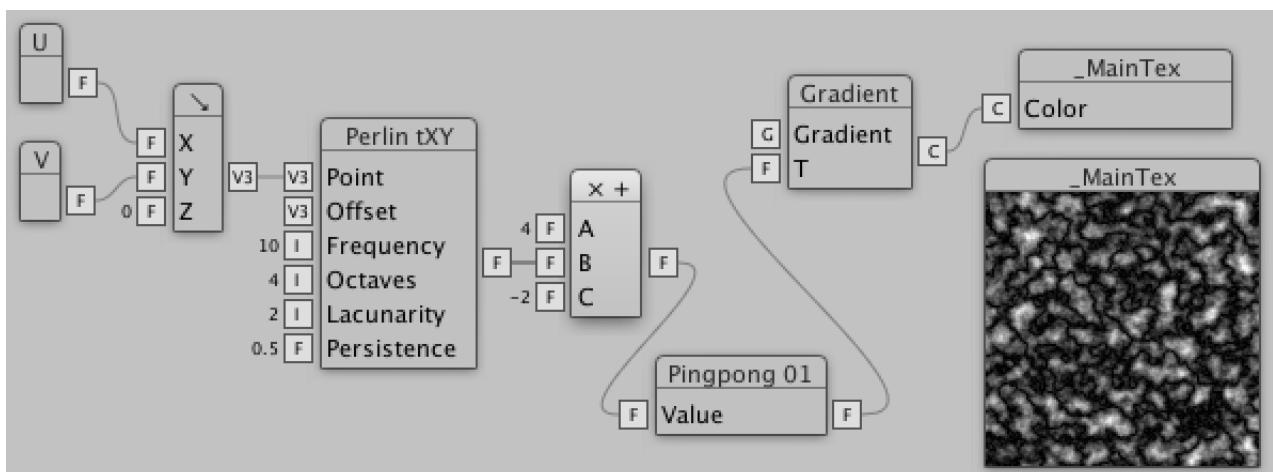 U
F
V
F
↘
F X
F Y
0 F Z
V3
Perlin tXY
V3 Point
V3 Offset
10 I Frequency
4 I Octaves
2 I Lacunarity
0.5 F Persistence
F
× +
4 F A
F B
-2 F C
F
Pingpong 01
F Value F
Gradient
G Gradient
F T
C
_MainTex
C Color
_MainTex